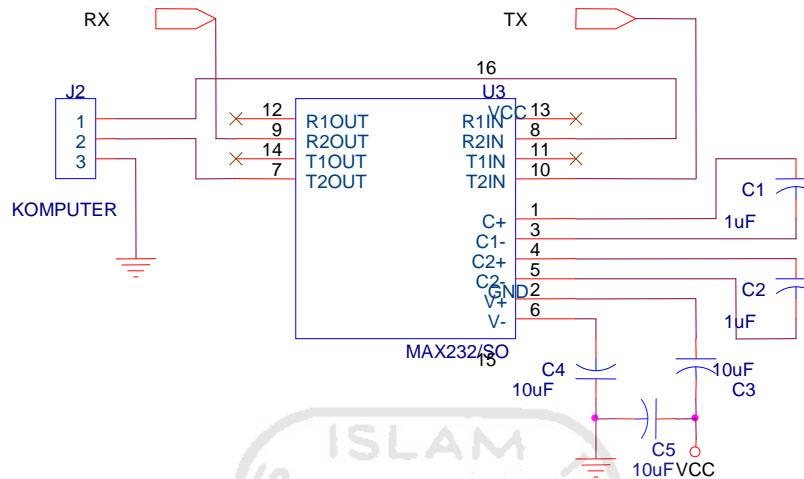 RX
TX
16
J2
U3
VCC
1
2
3
12
R1OUT
R1IN
13
9
R2OUT
R2IN
8
14
T1OUT
T1IN
11
7
T2OUT
T2IN
10
KOMPUTER
C+
1
C1-
3
C2+
4
C2-
5
GND
V+
2
V-
6
C1
1uF
C2
1uF
MAX232/SO
15
C4
10uF
10uF
C3
C5
10uF
VCC
ISLAM